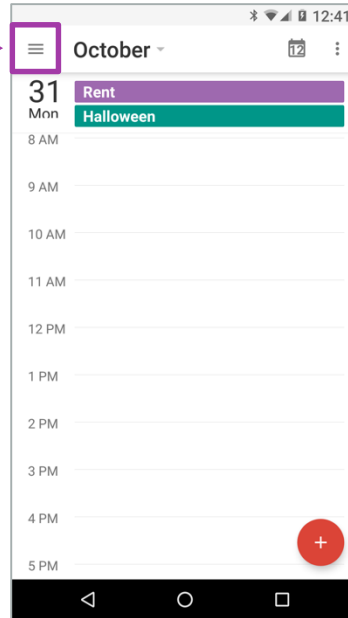 12:41
October
12
31
Rent
Mon
Halloween
8 AM
9 AM
10 AM
11 AM
12 PM
1 PM
2 PM
3 PM
4 PM
5 PM